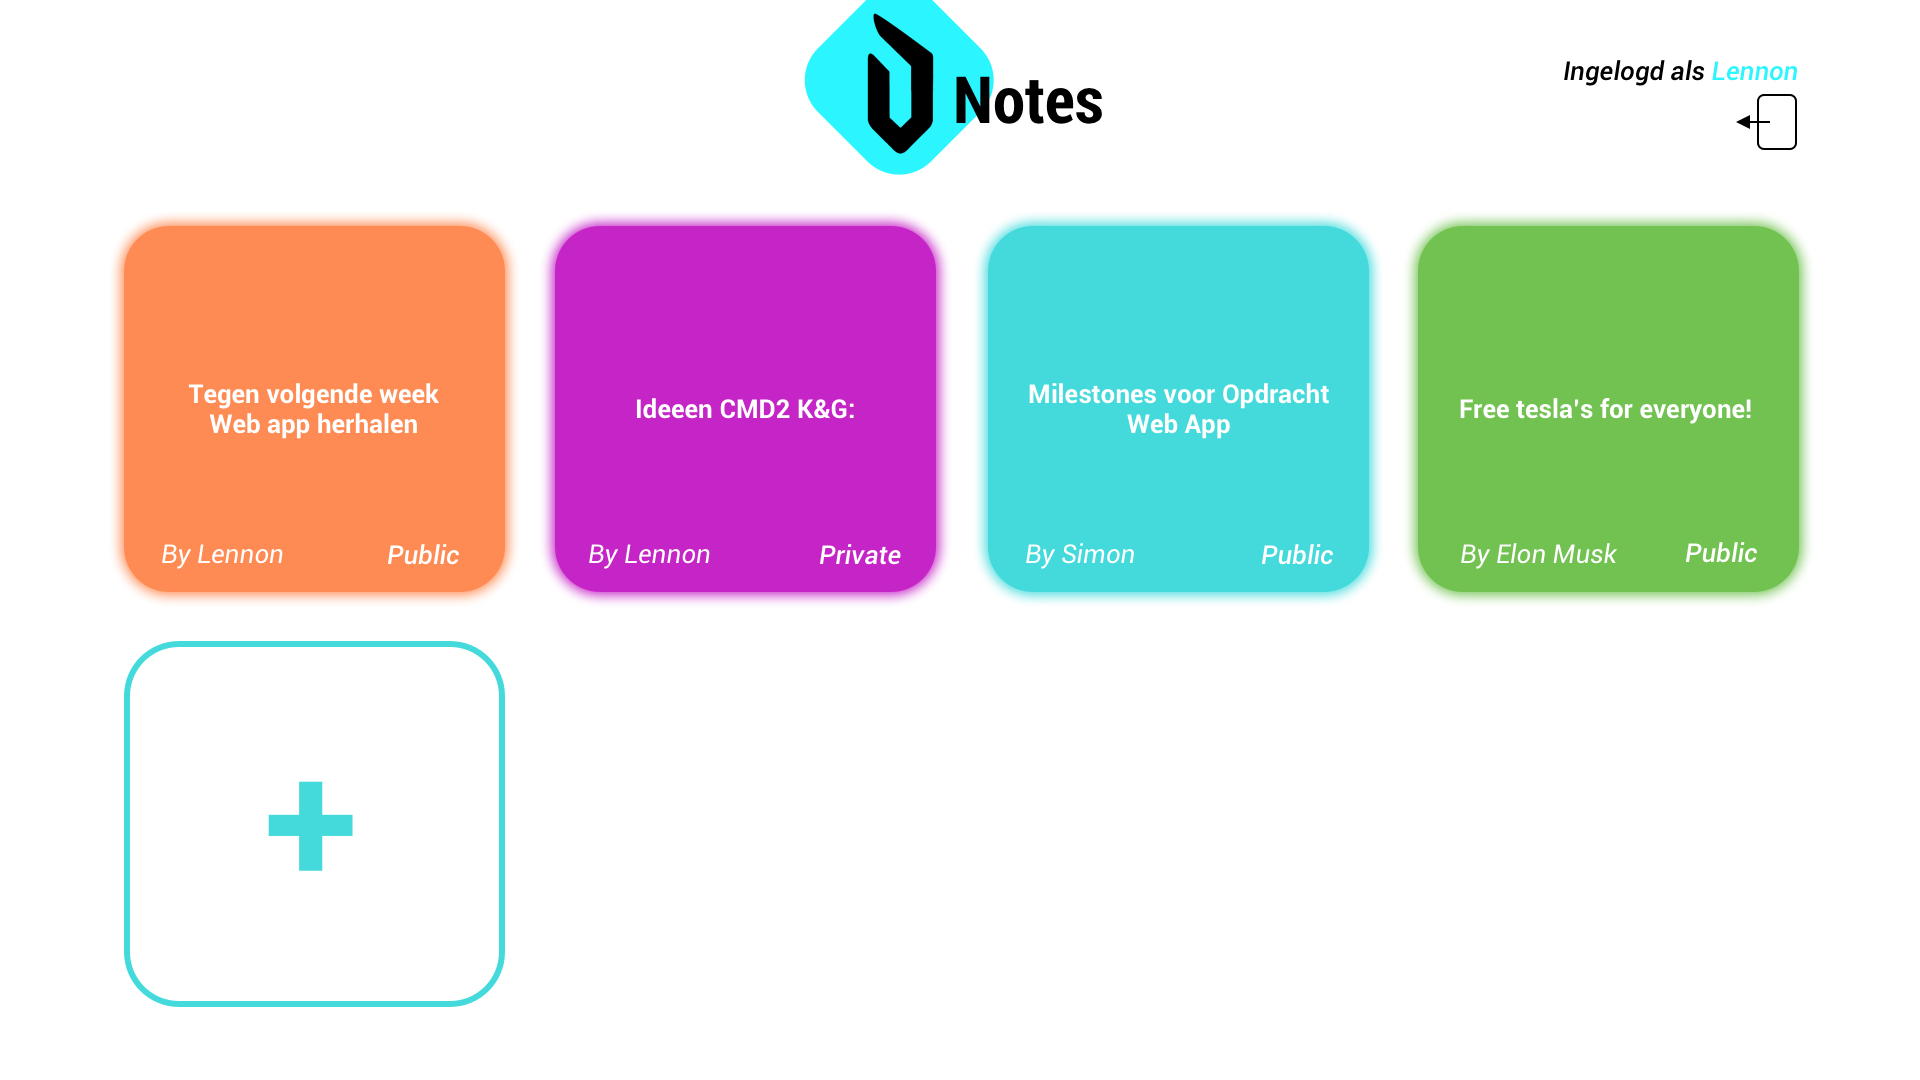 Notes
Ingelogd als Lennon
Tegen volgende week
Web app herhalen
By Lennon
Public
Ideeen CMD2 K&G:
By Lennon
Private
Milestones voor Opdracht
Web App
By Simon
Public
Free tesla's for everyone!
By Elon Musk
Public